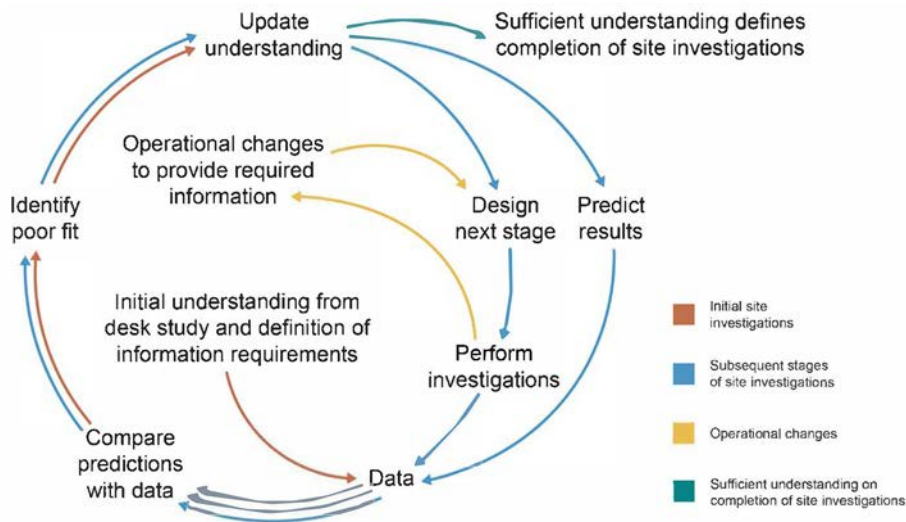 Update
understanding
Sufficient understanding defines
completion of site investigations
Operational changes
to provide required
information
Identify
poor fit
Design
next stage
Predict
results
Initial understanding from
desk study and definition of
information requirements
Perform
investigations
Compare
predictions
with data
Data
Initial site
investigations
Subsequent stages
of site investigations
Operational changes
Sufficient understanding on
completion of site investigations